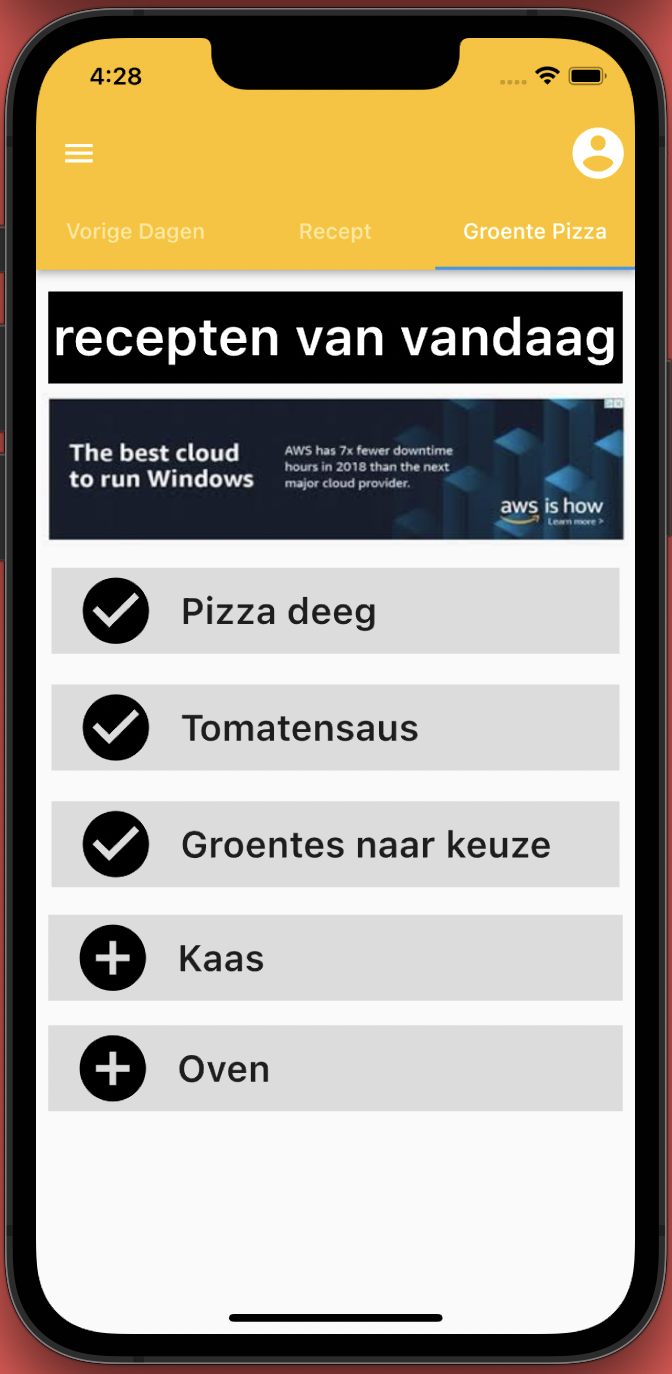 4:28
Vorige Dagen Recept Groente Pizza
recepten van vandaag
The best cloud
to run Windows
AWS has 7x fewer downtime
hours in 2018 than the next
major cloud provider.
aws is how
Learn more >
Pizza deeg
Tomatensaus
Groentes naar keuze
Kaas
Oven